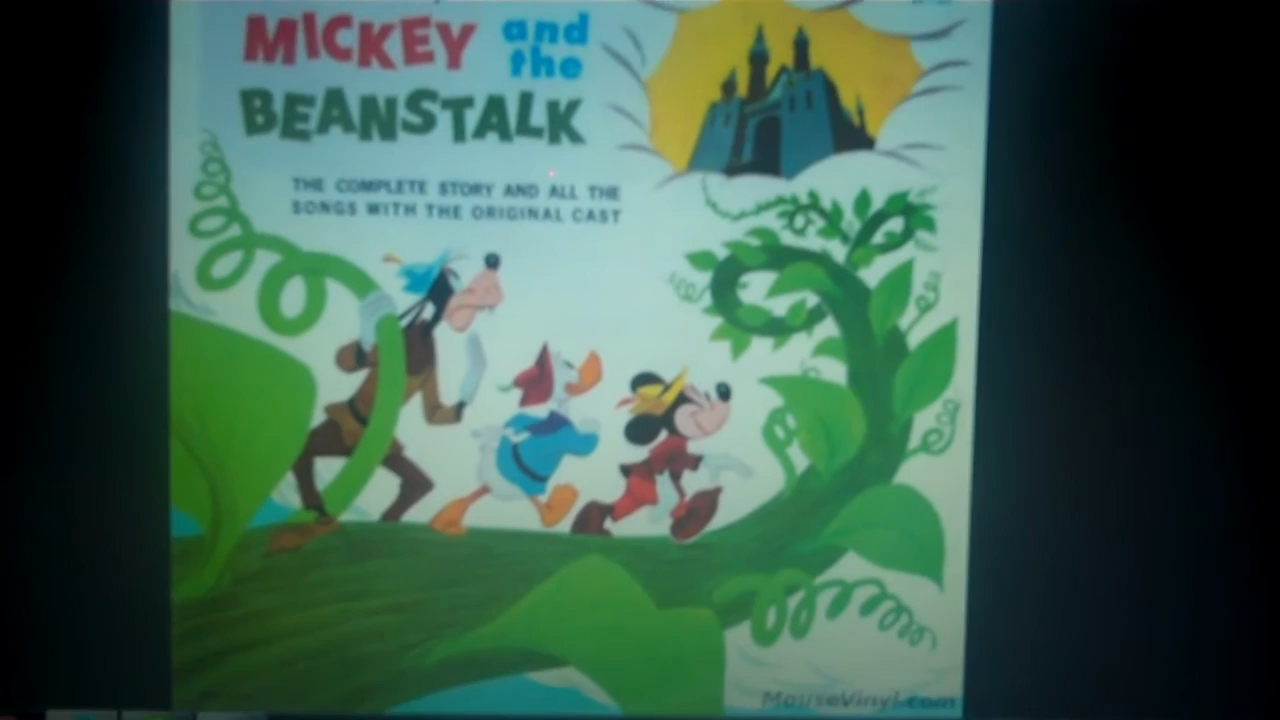 MICKEY and the
BEANSTALK
THE COMPLETE STORY AND ALL THE
SONGS WITH THE ORIGINAL CAST
MouseVinyl.com